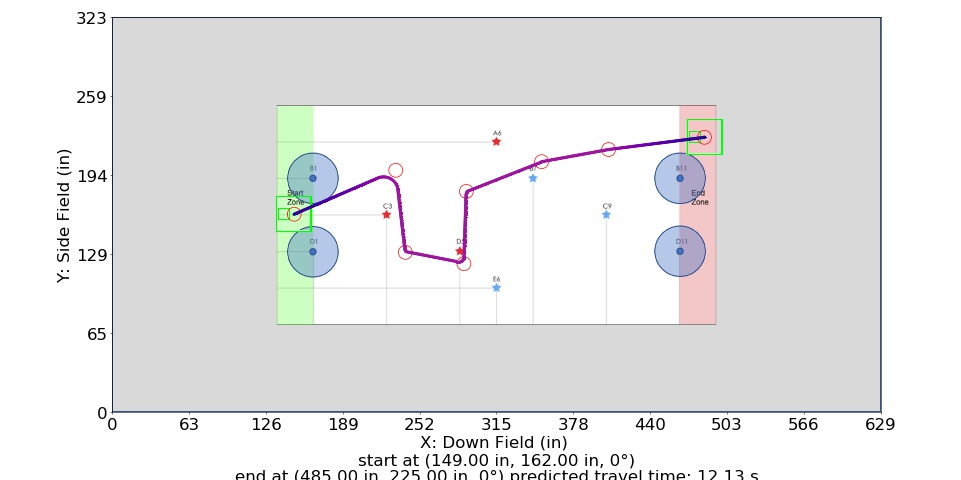 323
259
194
129
65
0
Y: Side Field (in)
A6
B1
B11
Start
Zone
End
Zone
C3
C9
D1
D11
E6
0 63 126 189 252 315 378 440 503 566 629
X: Down Field (in)
start at (149.00 in, 162.00 in, 0°)
end at (485.00 in, 225.00 in, 0°) predicted travel time: 12.13 s